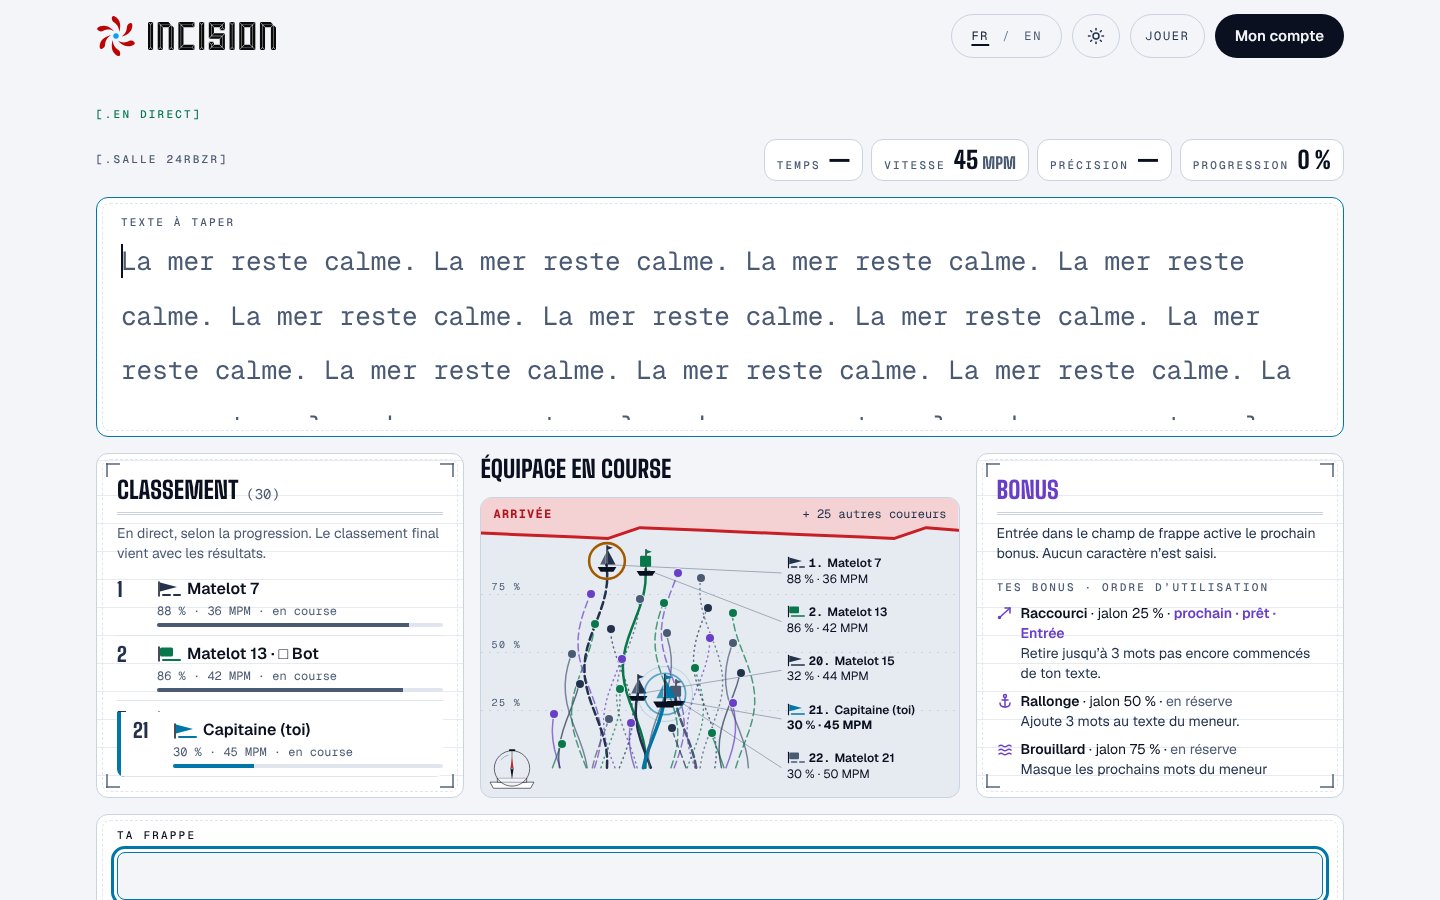 INCISION
FR / EN
JOUER
Mon compte
[.EN DIRECT]
[.SALLE 24RBZR]
TEMPS —
VITESSE 45 MPM
PRÉCISION —
PROGRESSION 0 %
TEXTE À TAPER
La mer reste calme. La mer reste calme. La mer reste calme. La mer reste
calme. La mer reste calme. La mer reste calme. La mer reste calme. La mer
reste calme. La mer reste calme. La mer reste calme. La mer reste calme. La
CLASSEMENT (30)
En direct, selon la progression. Le classement final
vient avec les résultats.
1 Matelot 7
88 % · 36 MPM · en course
2 Matelot 13 · □ Bot
86 % · 42 MPM · en course
21 Capitaine (toi)
30 % · 45 MPM · en course
ÉQUIPAGE EN COURSE
ARRIVÉE
+ 25 autres coureurs
75 %
50 %
25 %
1. Matelot 7
88 % · 36 MPM
2. Matelot 13
86 % · 42 MPM
20. Matelot 15
32 % · 44 MPM
21. Capitaine (toi)
30 % · 45 MPM
22. Matelot 21
30 % · 50 MPM
BONUS
Entrée dans le champ de frappe active le prochain
bonus. Aucun caractère n'est saisi.
TES BONUS · ORDRE D'UTILISATION
Raccourci · jalon 25 % · prochain · prêt ·
Entrée
Retire jusqu'à 3 mots pas encore commencés
de ton texte.
Rallonge · jalon 50 % · en réserve
Ajoute 3 mots au texte du meneur.
Brouillard · jalon 75 % · en réserve
Masque les prochains mots du meneur
TA FRAPPE